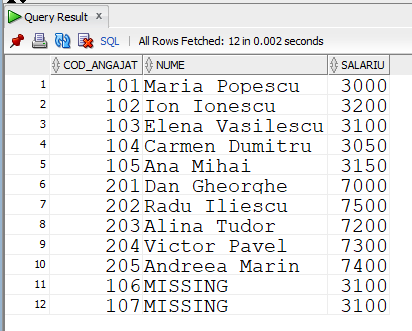 Query Result x
SQL | All Rows Fetched: 12 in 0.002 seconds
COD_ANGAJAT NUME SALARIU
1 101 Maria Popescu 3000
2 102 Ion Ionescu 3200
3 103 Elena Vasilescu 3100
4 104 Carmen Dumitru 3050
5 105 Ana Mihai 3150
6 201 Dan Gheorghe 7000
7 202 Radu Iliescu 7500
8 203 Alina Tudor 7200
9 204 Victor Pavel 7300
10 205 Andreea Marin 7400
11 106 MISSING 3100
12 107 MISSING 3100